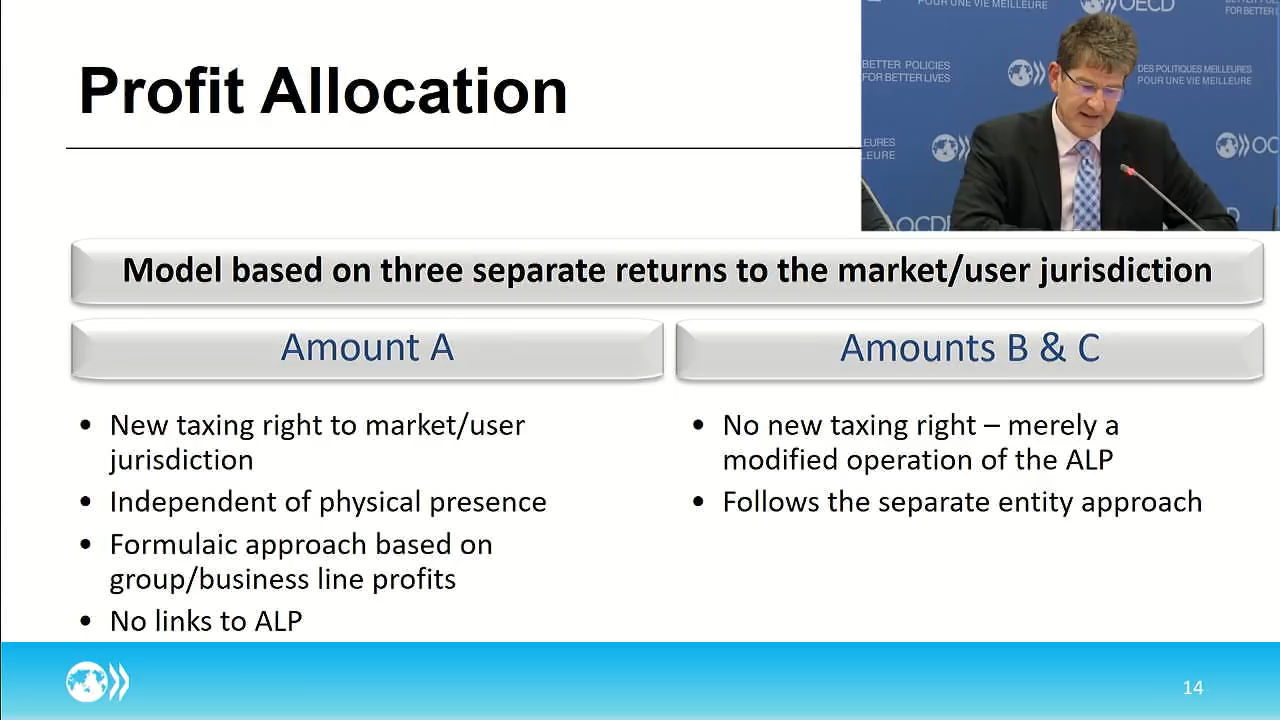 Profit Allocation
POUR UNE VIE MEILLEURE
OECD
BETTER POLICIES
FOR BETTER LIVES
DES POLITIQUES MEILLEURES
POUR UNE VIE MEILLEURE
Model based on three separate returns to the market/user jurisdiction
Amount A
Amounts B & C
• New taxing right to market/user
jurisdiction
• Independent of physical presence
• Formulaic approach based on
group/business line profits
• No links to ALP
• No new taxing right – merely a
modified operation of the ALP
• Follows the separate entity approach
14